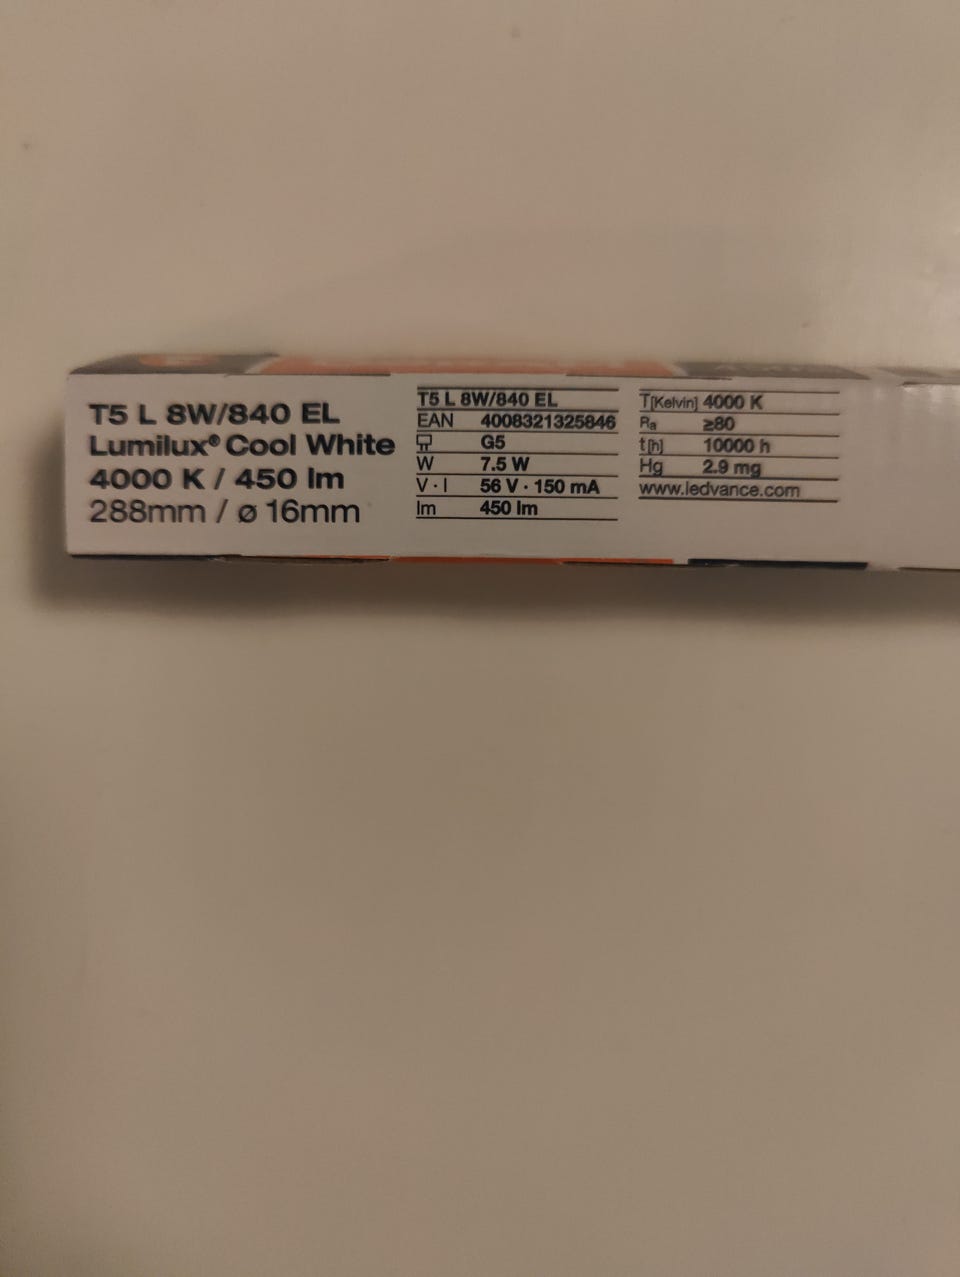 T5 L 8W/840 EL
Lumilux® Cool White
4000 K / 450 lm
288mm / ø 16mm
T5 L 8W/840 EL
EAN 4008321325846
G5
W 7.5 W
V · I 56 V · 150 mA
lm 450 lm
T[Kelvin] 4000 K
Ra ≥80
t[h] 10000 h
Hg 2.9 mg
www.ledvance.com